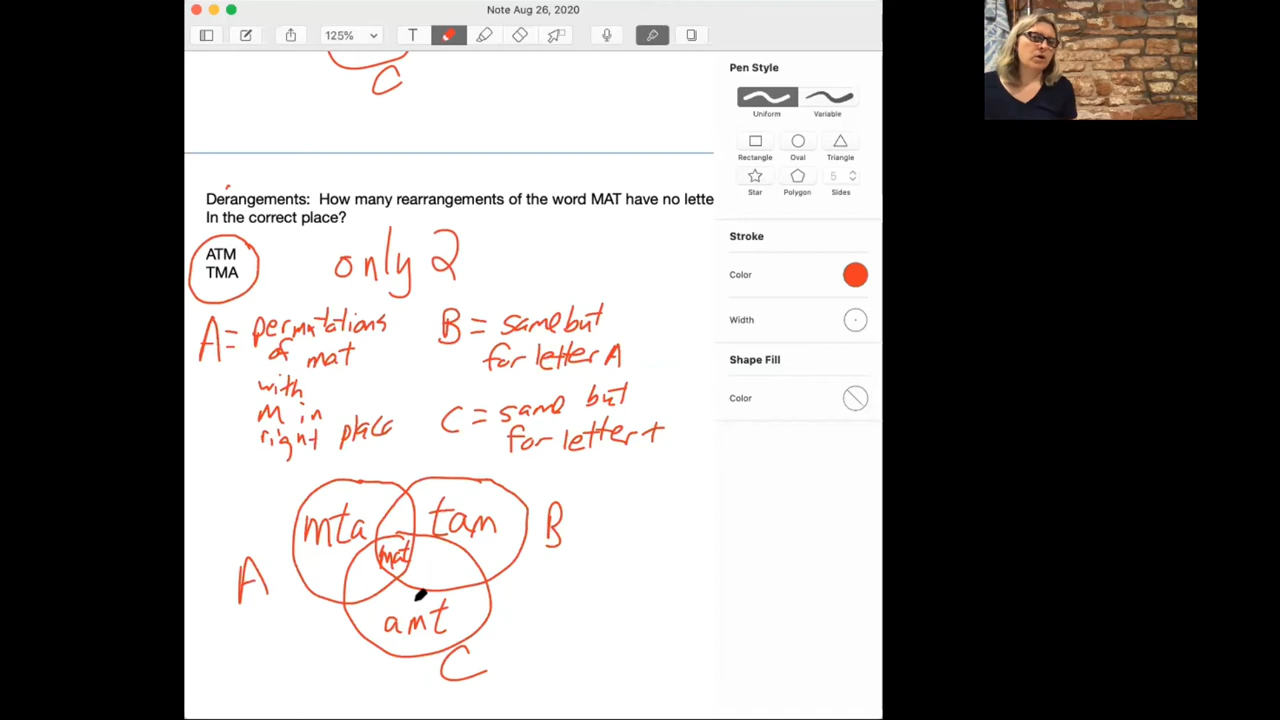 Note Aug 26, 2020
125%
T
C
Derangements: How many rearrangements of the word MAT have no lette
In the correct place?
ATM
TMA
only 2
A = permutations
of mat
with
M in
right place
B = same but
for letter A
C = same but
for letter t
mta
tam
mat
amt
A
B
C
Pen Style
Uniform
Variable
Rectangle
Oval
Triangle
5
Star
Polygon
Sides
Stroke
Color
Width
Shape Fill
Color